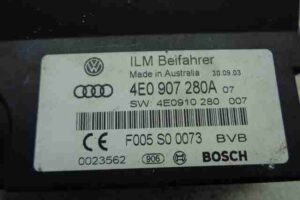 ILM Beifahrer
Made in Australia 30.09.03
4E0 907 280A 07
SW: 4E0910 280 007
CE F005 S0 0073 BVB
0023562 906 BOSCH